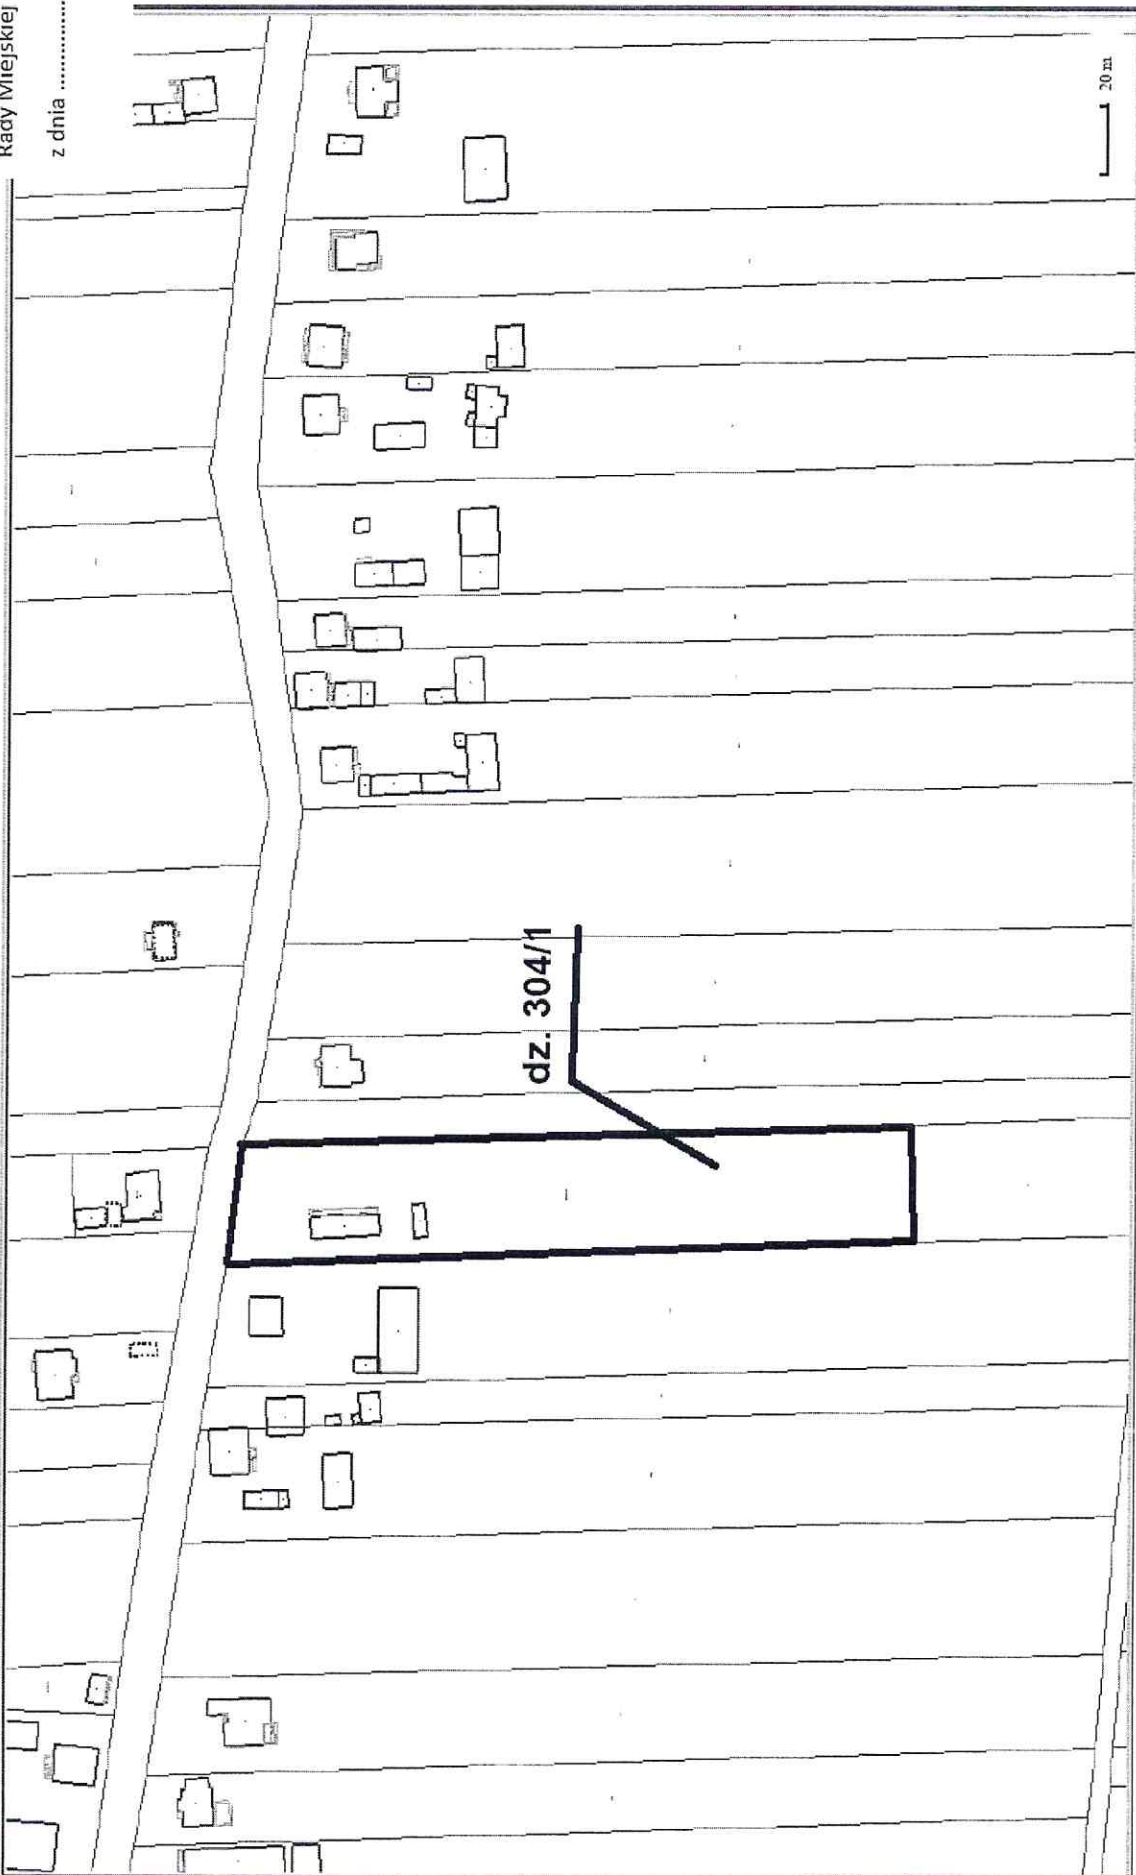 Rady Miejskiej
z dnia ................
dz. 304/1
20 m